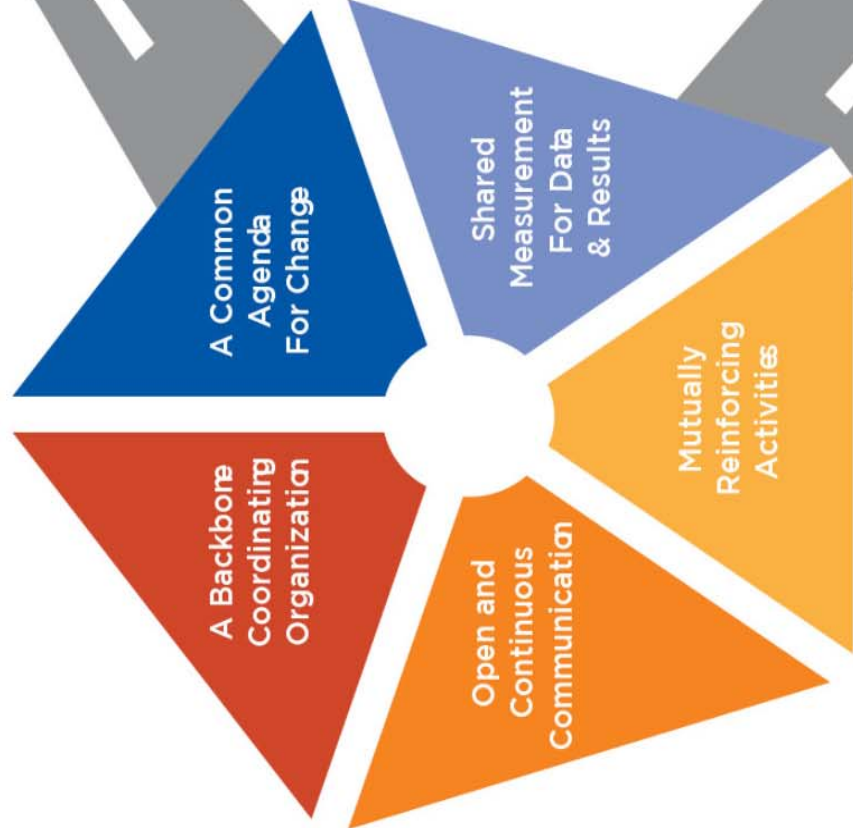 A Common
Agenda
For Change
Shared
Measurement
For Data
& Results
Mutually
Reinforcing
Activities
Open and
Continuous
Communication
A Backbone
Coordinating
Organization